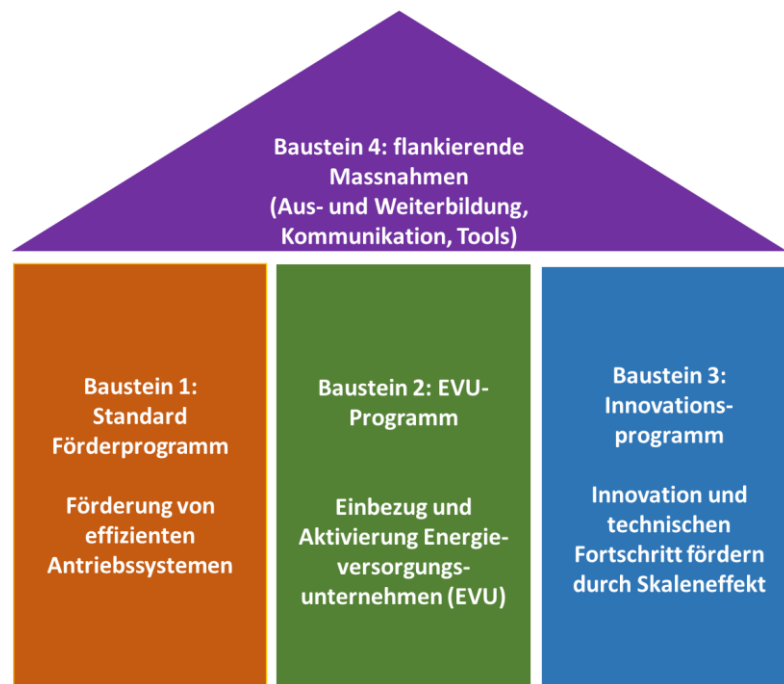 Baustein 4: flankierende
Massnahmen
(Aus- und Weiterbildung,
Kommunikation, Tools)
Baustein 1:
Standard
Förderprogramm
Förderung von
effizienten
Antriebssystemen
Baustein 2: EVU-
Programm
Einbezug und
Aktivierung Energie-
versorgungs-
unternehmen (EVU)
Baustein 3:
Innovations-
programm
Innovation und
technischen
Fortschritt fördern
durch Skaleneffekt